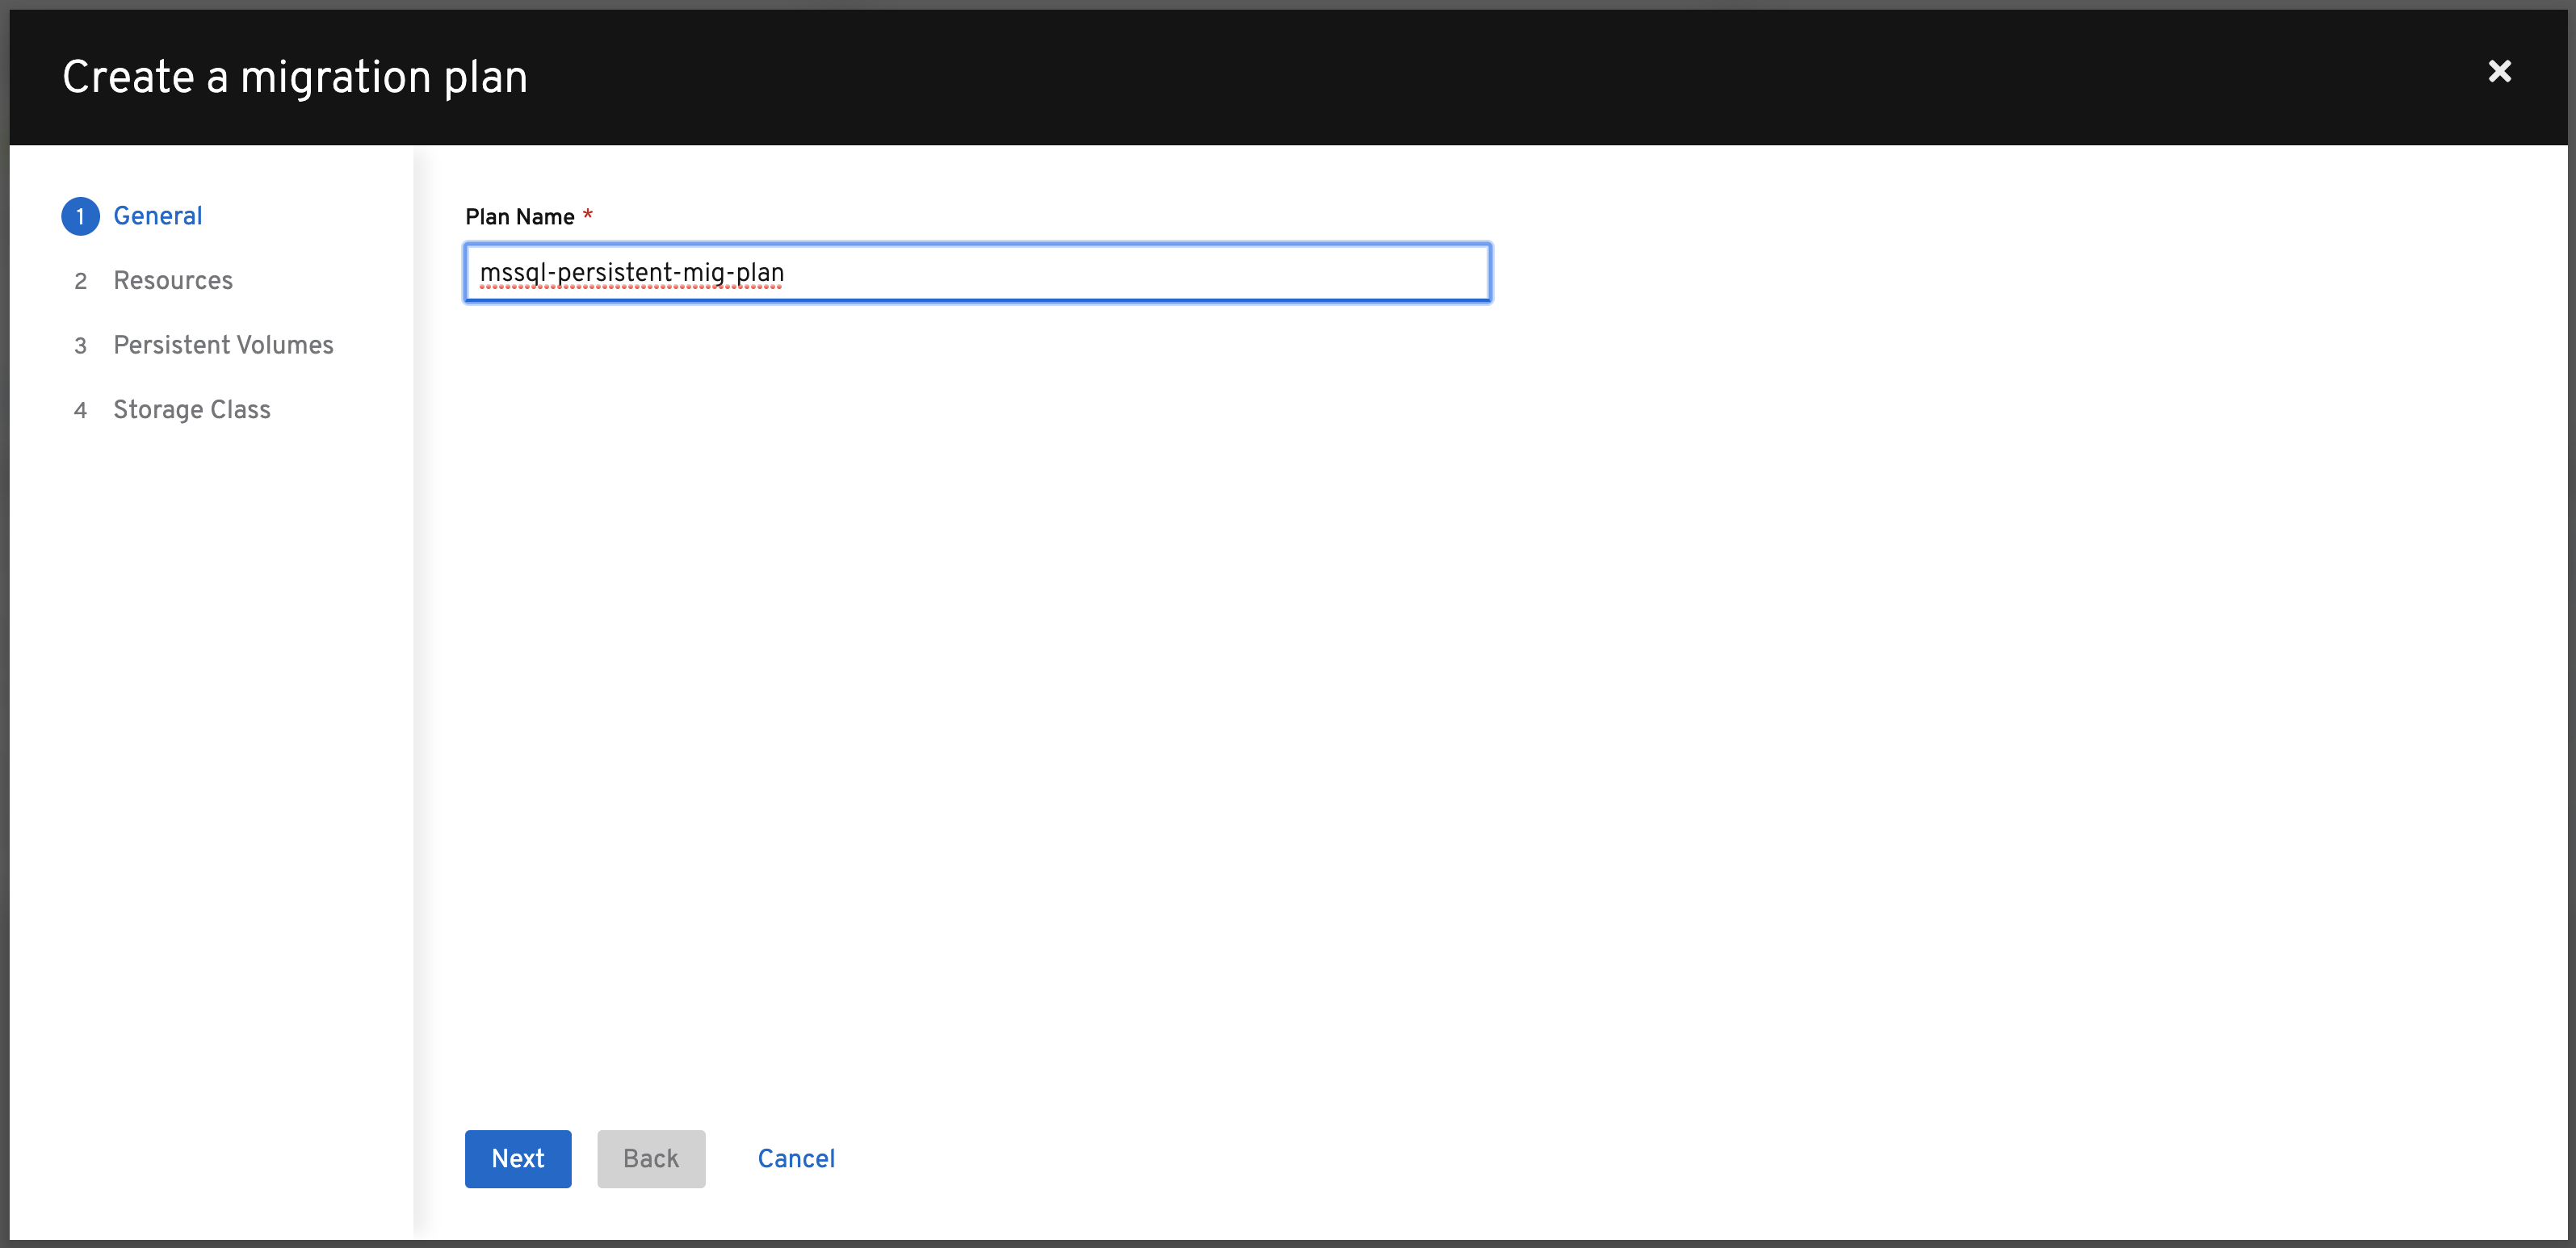 Create a migration plan
1 General
2 Resources
3 Persistent Volumes
4 Storage Class
Plan Name *
mssql-persistent-mig-plan
Next
Back
Cancel